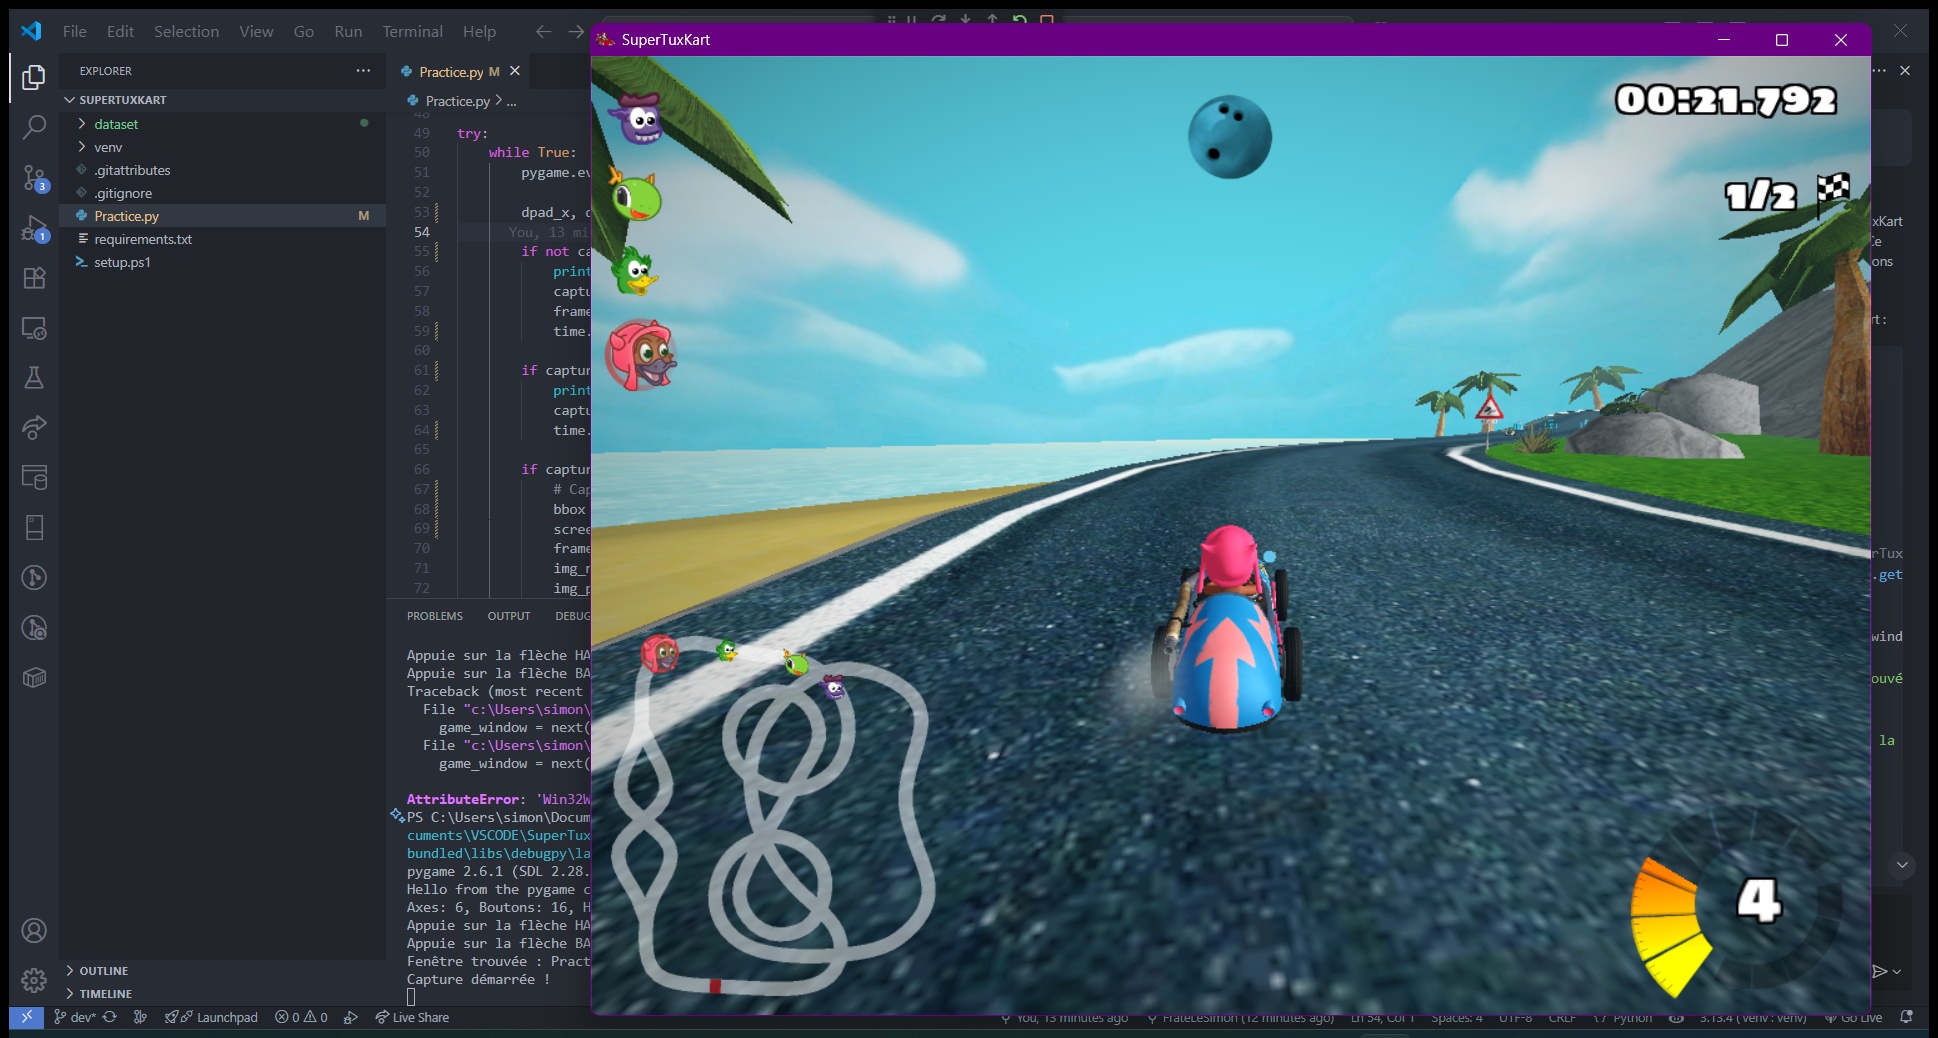 File Edit Selection View Go Run Terminal Help
SuperTuxKart
EXPLORER
SUPERTUXKART
dataset
venv
.gitattributes
.gitignore
Practice.py M
requirements.txt
setup.ps1
OUTLINE
TIMELINE
3
1
Practice.py M
Practice.py > ...
48
49 try:
50 while True:
51 pygame.ev
52
53 dpad_x, d
54 You, 13 mi
55 if not ca
56 print
57 captu
58 frame
59 time.
60
61 if captur
62 print
63 captu
64 time.
65
66 if captur
67 # Cap
68 bbox
69 scree
70 frame
71 img_n
72 img_p
PROBLEMS OUTPUT DEBUG
Appuie sur la flèche HA
Appuie sur la flèche BA
Traceback (most recent
File "c:\Users\simon\
game_window = next(
File "c:\Users\simon\
game_window = next(
AttributeError: 'Win32W
PS C:\Users\simon\Docum
cuments\VSCODE\SuperTux
bundled\libs\debugpy\la
pygame 2.6.1 (SDL 2.28.
Hello from the pygame c
Axes: 6, Boutons: 16, H
Appuie sur la flèche HA
Appuie sur la flèche BA
Fenêtre trouvée : Pract
Capture démarrée !
00:21.792
1/2
4
xKart
ons
rt:
rTux
.get
wind
ouvé
la
dev* Launchpad 0 0 Live Share
You, 13 minutes ago FrateLeSimon (12 minutes ago) Ln 54, Col 1 Spaces: 4 UTF-8 CRLF Python 3.13.4 (venv: venv) Go Live